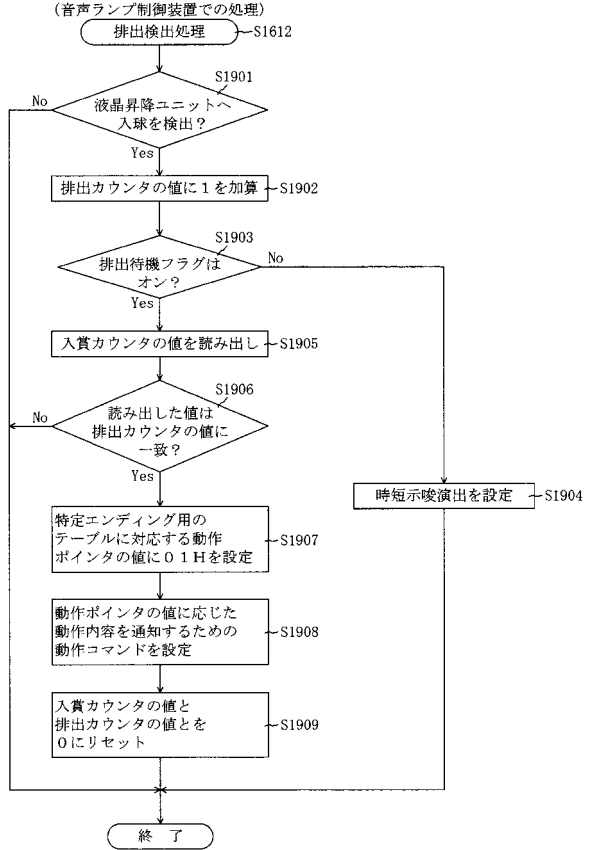 (音声ランプ制御装置での処理)
排出検出処理
S1612
S1901
No
液晶昇降ユニットへ
入球を検出?
Yes
排出カウンタの値に1を加算
S1902
S1903
排出待機フラグは
オン?
No
Yes
入賞カウンタの値を読み出し
S1905
S1906
No
読み出した値は
排出カウンタの値に
一致?
Yes
時短示唆演出を設定
S1904
特定エンディング用の
テーブルに対応する動作
ポインタの値に01Hを設定
S1907
動作ポインタの値に応じた
動作内容を通知するための
動作コマンドを設定
S1908
入賞カウンタの値と
排出カウンタの値とを
0にリセット
S1909
終 了